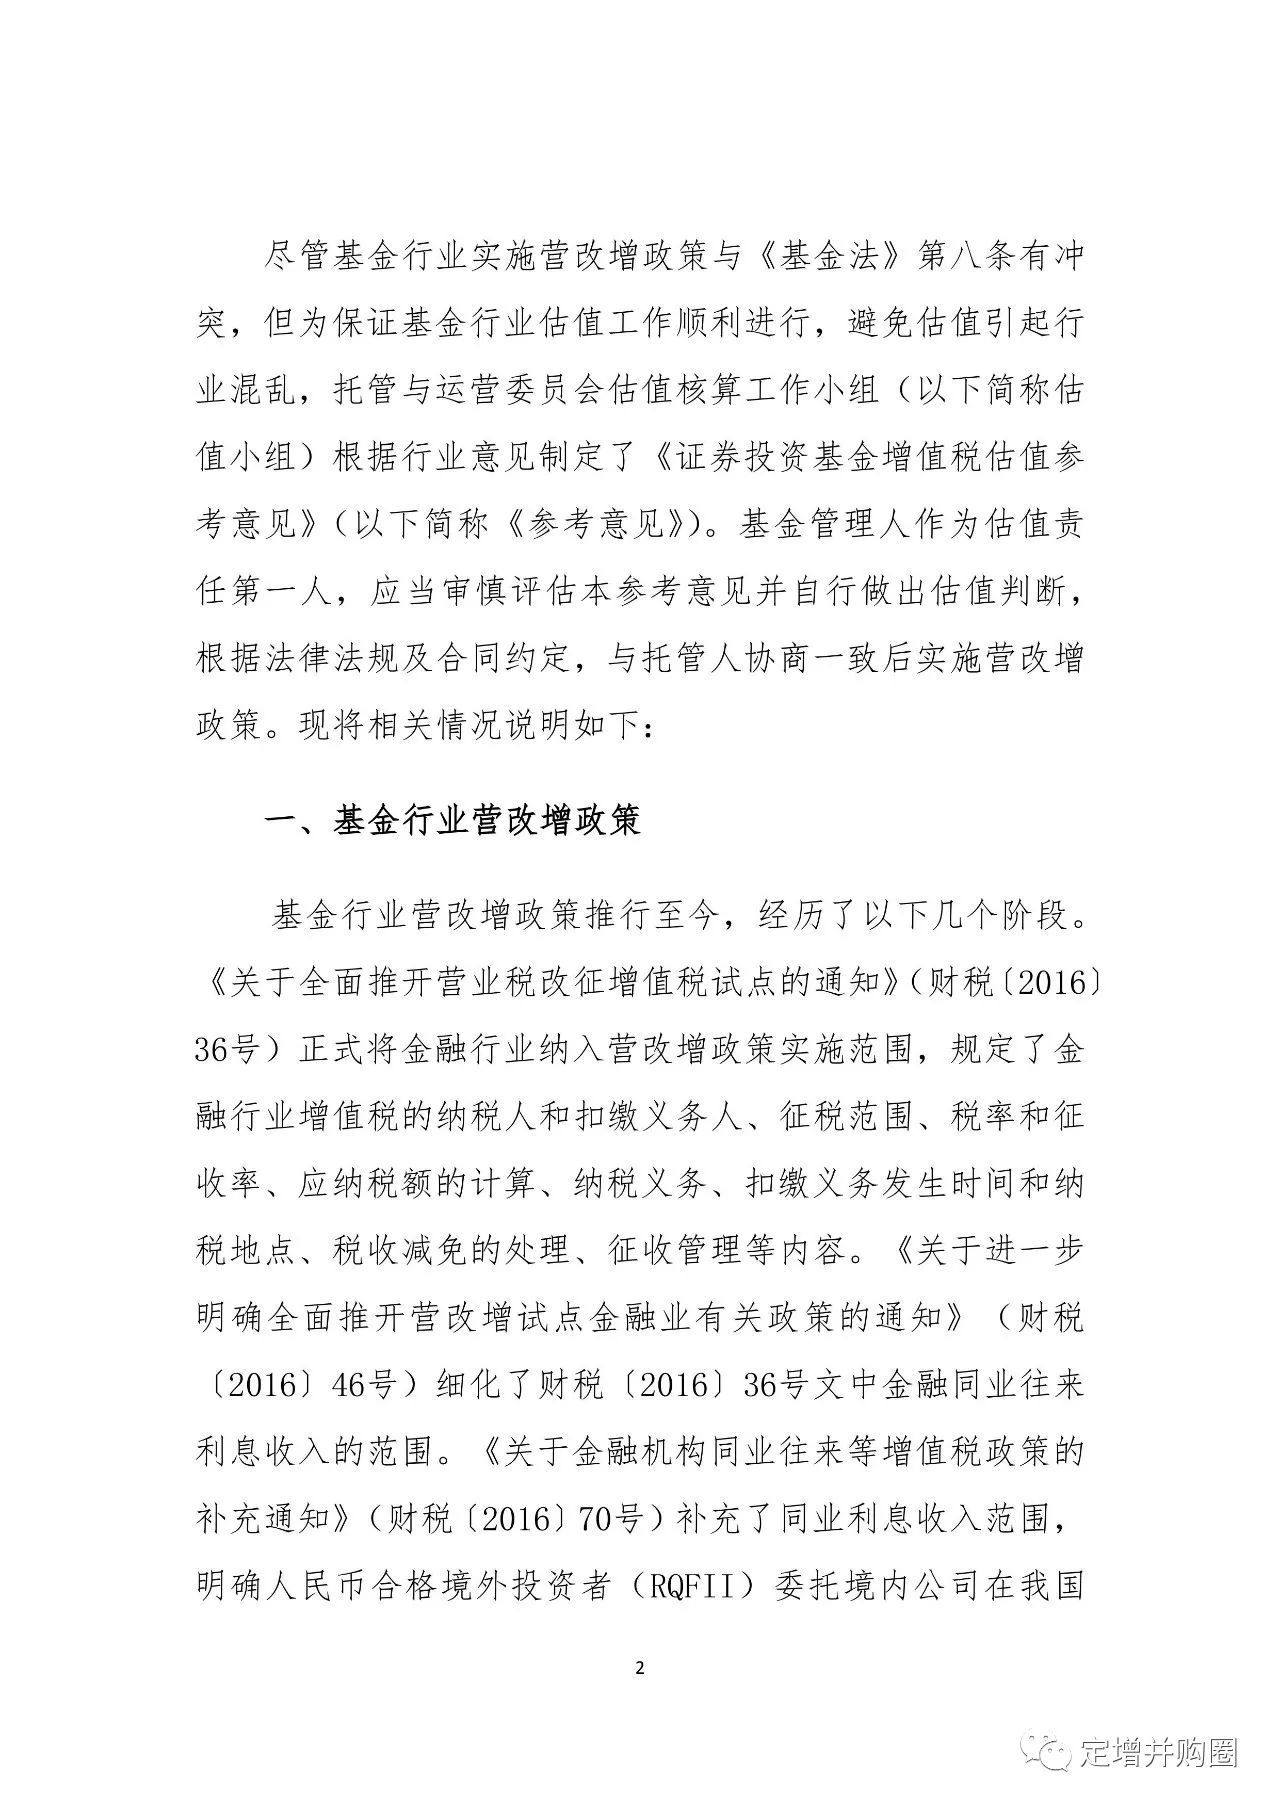 尽管基金行业实施营改增政策与《基金法》第八条有冲
突，但为保证基金行业估值工作顺利进行，避免估值引起行
业混乱，托管与运营委员会估值核算工作小组（以下简称估
值小组）根据行业意见制定了《证券投资基金增值税估值参
考意见》（以下简称《参考意见》）。基金管理人作为估值责
任第一人，应当审慎评估本参考意见并自行做出估值判断，
根据法律法规及合同约定，与托管人协商一致后实施营改增
政策。现将相关情况说明如下：
一、基金行业营改增政策
基金行业营改增政策推行至今，经历了以下几个阶段。
《关于全面推开营业税改征增值税试点的通知》（财税〔2016〕
36号）正式将金融行业纳入营改增政策实施范围，规定了金
融行业增值税的纳税人和扣缴义务人、征税范围、税率和征
收率、应纳税额的计算、纳税义务、扣缴义务发生时间和纳
税地点、税收减免的处理、征收管理等内容。《关于进一步
明确全面推开营改增试点金融业有关政策的通知》（财税
〔2016〕46号）细化了财税〔2016〕36号文中金融同业往来
利息收入的范围。《关于金融机构同业往来等增值税政策的
补充通知》（财税〔2016〕70号）补充了同业利息收入范围，
明确人民币合格境外投资者（RQFII）委托境内公司在我国
2
定增并购圈